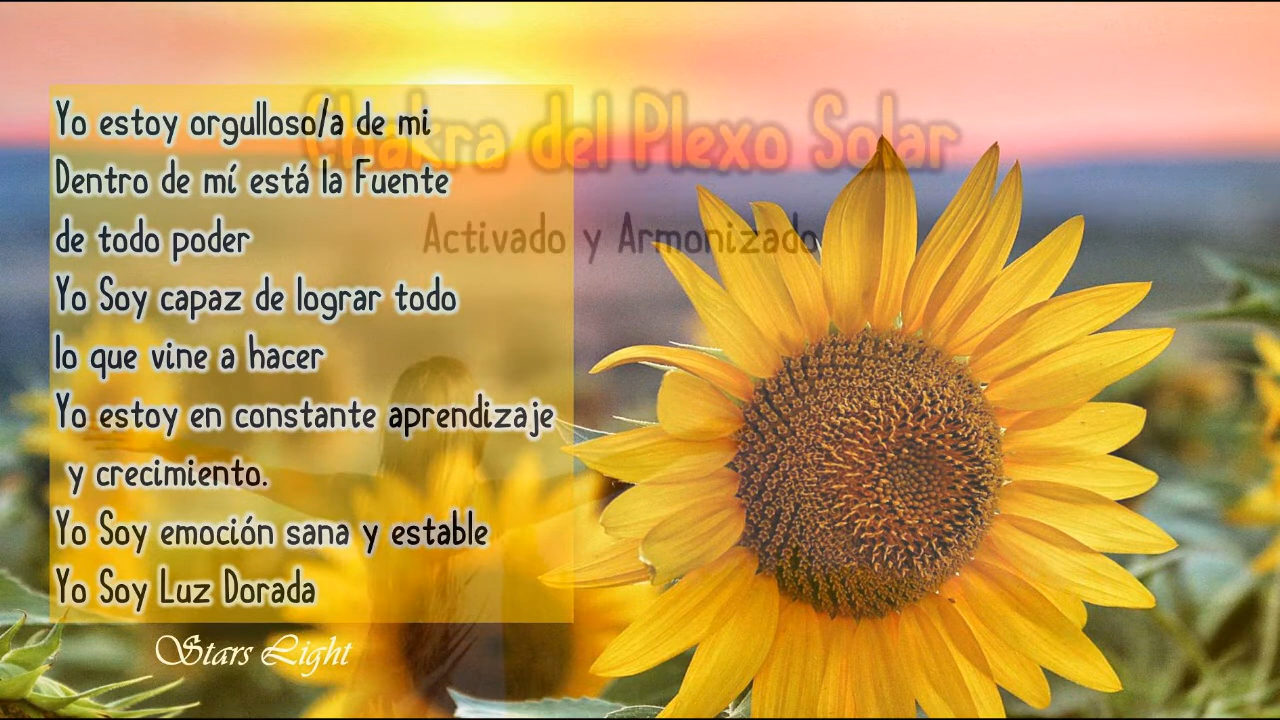 Chakra del Plexo Solar
Activado y Armonizado
Yo estoy orgulloso/a de mi
Dentro de mí está la Fuente
de todo poder
Yo Soy capaz de lograr todo
lo que vine a hacer
Yo estoy en constante aprendizaje
y crecimiento.
Yo Soy emoción sana y estable
Yo Soy Luz Dorada
Stars Light